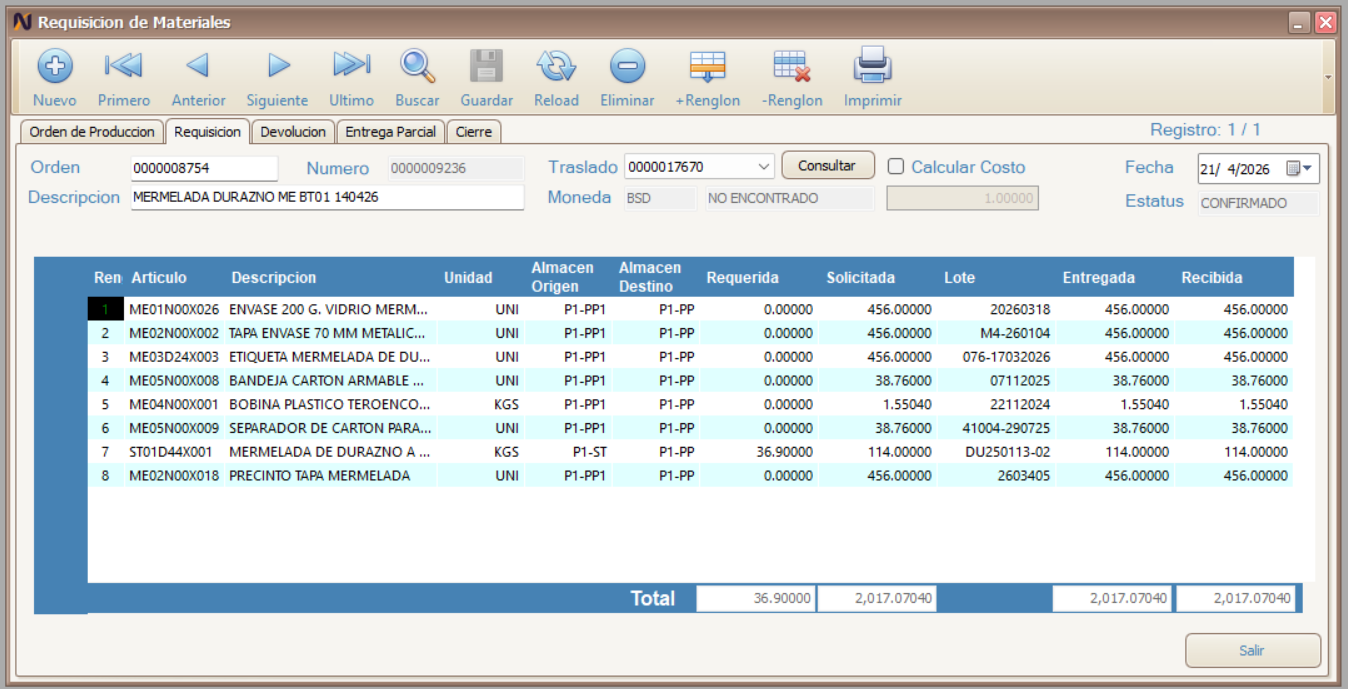 Requisicion de Materiales
Nuevo Primero Anterior Siguiente Ultimo Buscar Guardar Reload Eliminar +Renglon -Renglon Imprimir
Orden de Produccion Requisicion Devolucion Entrega Parcial Cierre Registro: 1 / 1
Orden 0000008754 Numero 0000009236 Traslado 0000017670 Consultar Calcular Costo Fecha 21/ 4/2026
Descripcion MERMELADA DURAZNO ME BT01 140426 Moneda BSD NO ENCONTRADO 1.00000 Estatus CONFIRMADO
Ren Articulo Descripcion Unidad Almacen Origen Almacen Destino Requerida Solicitada Lote Entregada Recibida
1 ME01N00X026 ENVASE 200 G. VIDRIO MERM... UNI P1-PP1 P1-PP 0.00000 456.00000 20260318 456.00000 456.00000
2 ME02N00X002 TAPA ENVASE 70 MM METALIC... UNI P1-PP1 P1-PP 0.00000 456.00000 M4-260104 456.00000 456.00000
3 ME03D24X003 ETIQUETA MERMELADA DE DU... UNI P1-PP1 P1-PP 0.00000 456.00000 076-17032026 456.00000 456.00000
4 ME05N00X008 BANDEJA CARTON ARMABLE ... UNI P1-PP1 P1-PP 0.00000 38.76000 07112025 38.76000 38.76000
5 ME04N00X001 BOBINA PLASTICO TEROENCO... KGS P1-PP1 P1-PP 0.00000 1.55040 22112024 1.55040 1.55040
6 ME05N00X009 SEPARADOR DE CARTON PARA... UNI P1-PP1 P1-PP 0.00000 38.76000 41004-290725 38.76000 38.76000
7 ST01D44X001 MERMELADA DE DURAZNO A ... KGS P1-ST P1-PP 36.90000 114.00000 DU250113-02 114.00000 114.00000
8 ME02N00X018 PRECINTO TAPA MERMELADA UNI P1-PP1 P1-PP 0.00000 456.00000 2603405 456.00000 456.00000
Total 36.90000 2,017.07040 2,017.07040 2,017.07040
Salir